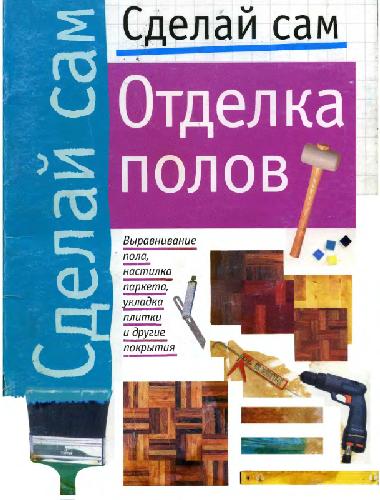 Сделай сам
Сделай сам
Отделка
полов
Выравнивание
пола,
настилка
паркета,
укладка
плитки
и другие
покрытия